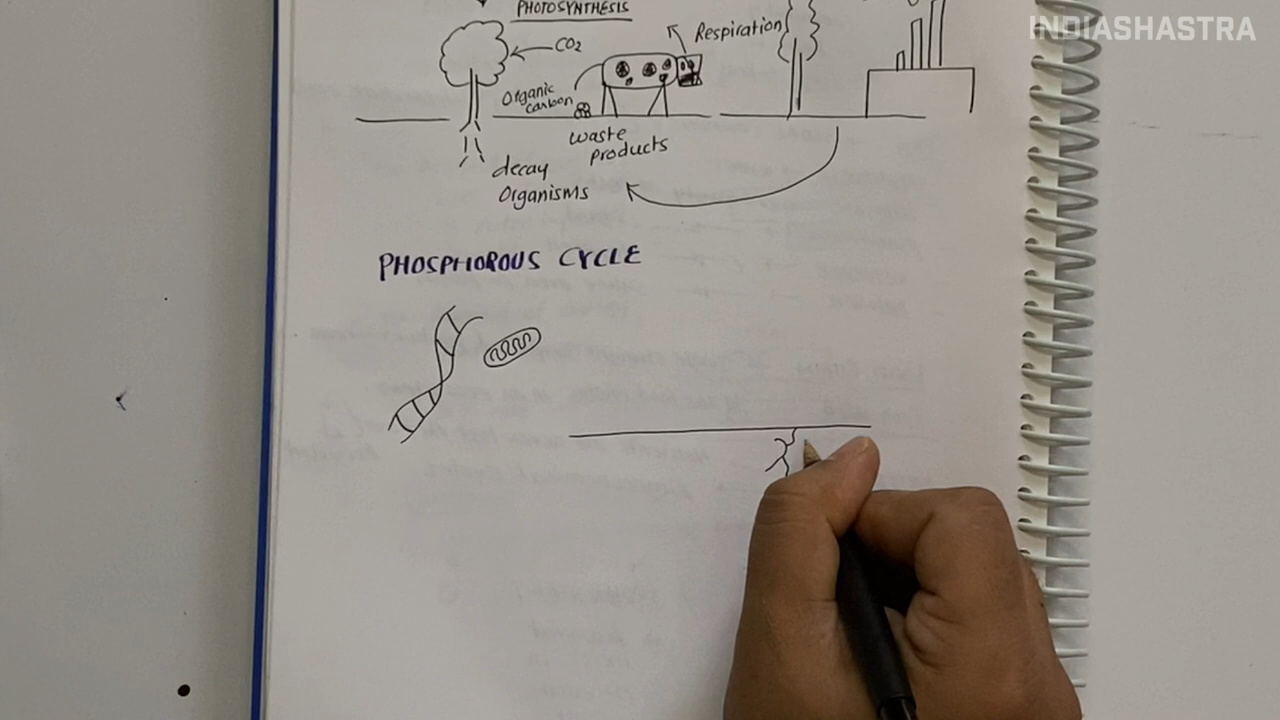 PHOTOSYNTHESIS
INDIASHASTRA
CO2
Respiration
Organic
carbon
waste
products
decay
Organisms
PHOSPHOROUS CYCLE